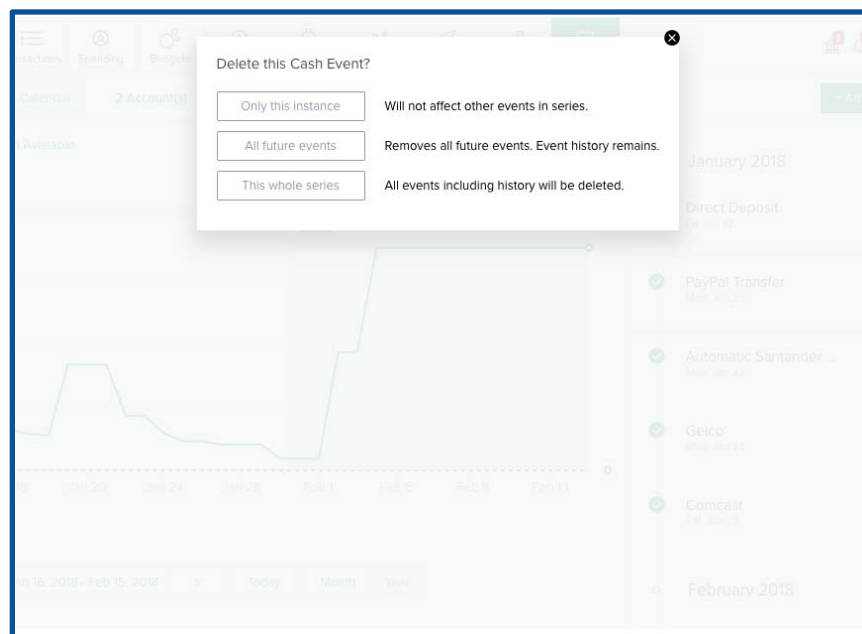 nsactions Spending Budgets
Delete this Cash Event?
Only this instance Will not affect other events in series.
All future events Removes all future events. Event history remains.
This whole series All events including history will be deleted.
Calendar 2 Account(s)
Available
January 2018
Direct Deposit
PayPal Transfer
Automatic Santander ...
Geico
Comcast
0
Jan 20 Jan 24 Jan 28 Feb 1 Feb 5 Feb 9 Feb 13
16, 2018 - Feb 15, 2018 > Today Month Year
February 2018